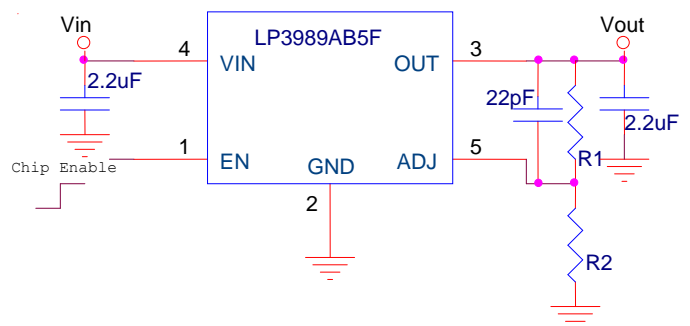 Vin
LP3989AB5F
Vout
4
3
VIN
OUT
2.2uF
22pF
2.2uF
1
5
R1
Chip Enable
EN
GND
ADJ
2
R2